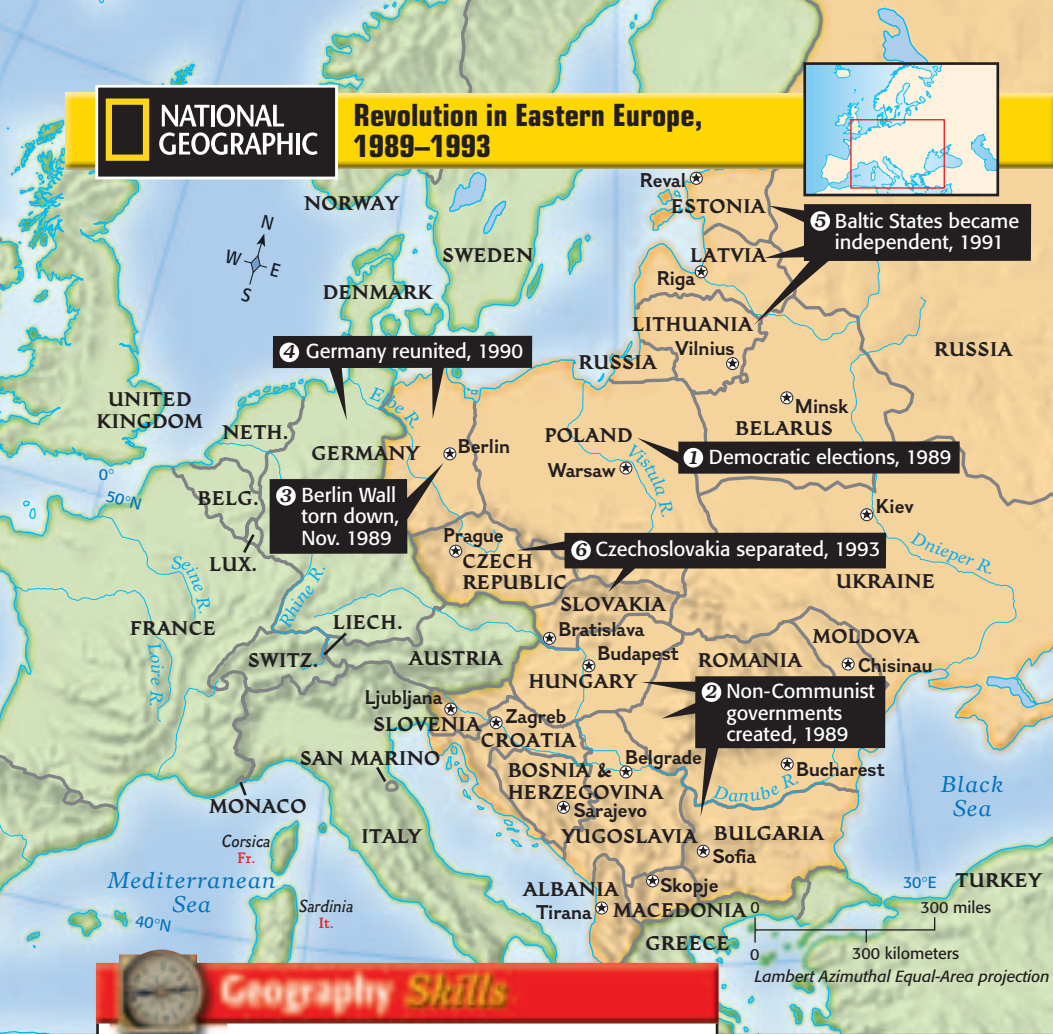 NATIONAL
GEOGRAPHIC
Revolution in Eastern Europe,
1989–1993
N
W
E
S
NORWAY
SWEDEN
DENMARK
Reval
ESTONIA
LATVIA
Riga
LITHUANIA
Vilnius
RUSSIA
RUSSIA
5 Baltic States became
independent, 1991
4 Germany reunited, 1990
UNITED
KINGDOM
NETH.
Elbe R.
GERMANY
Berlin
POLAND
Warsaw
Vistula R.
Minsk
BELARUS
1 Democratic elections, 1989
0°
50°N
BELG.
LUX.
3 Berlin Wall
torn down,
Nov. 1989
Prague
CZECH
REPUBLIC
6 Czechoslovakia separated, 1993
Kiev
Dnieper R.
UKRAINE
Seine R.
Rhine R.
FRANCE
Loire R.
LIECH.
SWITZ.
AUSTRIA
SLOVAKIA
Bratislava
Budapest
HUNGARY
ROMANIA
MOLDOVA
Chisinau
2 Non-Communist
governments
created, 1989
Ljubljana
SLOVENIA
Zagreb
CROATIA
SAN MARINO
BOSNIA &
HERZEGOVINA
Belgrade
Sarajevo
Bucharest
Danube R.
Black
Sea
MONACO
ITALY
YUGOSLAVIA
BULGARIA
Sofia
Corsica
Fr.
Mediterranean
Sea
40°N
Sardinia
It.
ALBANIA
Tirana
Skopje
MACEDONIA
GREECE
30°E
TURKEY
0
300 miles
0
300 kilometers
Lambert Azimuthal Equal-Area projection
Geography Skills